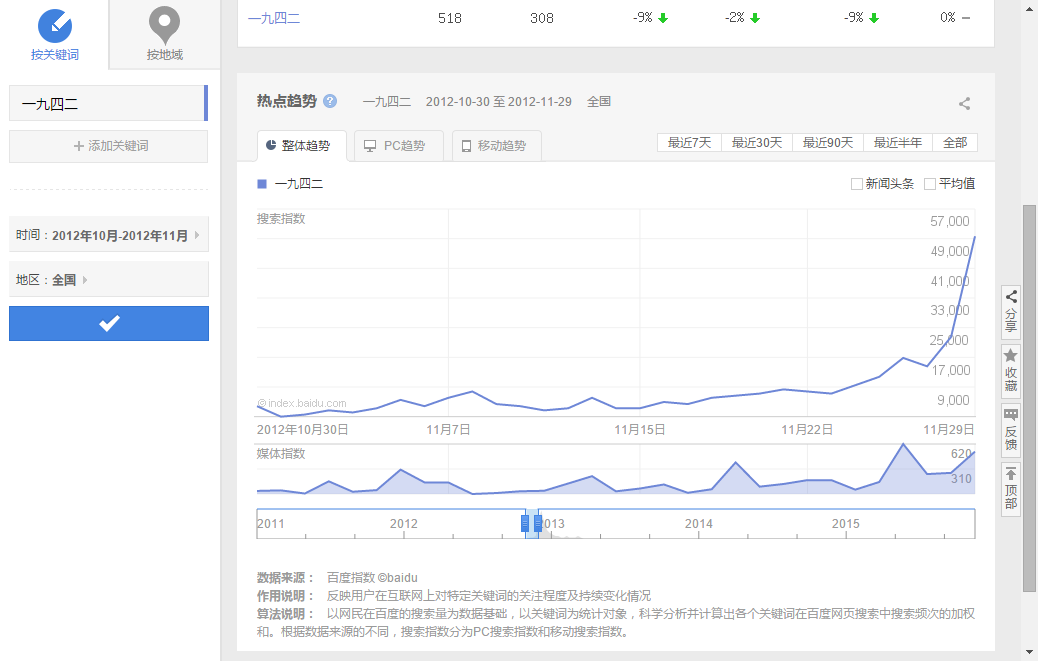 按关键词
按地域
一九四二
添加关键词
时间：2012年10月-2012年11月
地区：全国
一九四二 518 308 -9% -2% -9% 0%
热点趋势 ? 一九四二 2012-10-30 至 2012-11-29 全国
整体趋势 PC趋势 移动趋势
最近7天 最近30天 最近90天 最近半年 全部
一九四二
新闻头条 平均值
搜索指数
57,000
49,000
41,000
33,000
25,000
17,000
9,000
©index.baidu.com
2012年10月30日 11月7日 11月15日 11月22日 11月29日
媒体指数
620
310
2011 2012 2013 2014 2015
数据来源： 百度指数 ©baidu
作用说明： 反映用户在互联网上对特定关键词的关注程度及持续变化情况
算法说明： 以网民在百度的搜索量为数据基础，以关键词为统计对象，科学分析并计算出各个关键词在百度网页搜索中搜索频次的加权
和。根据数据来源的不同，搜索指数分为PC搜索指数和移动搜索指数。
分享
收藏
反馈
顶部